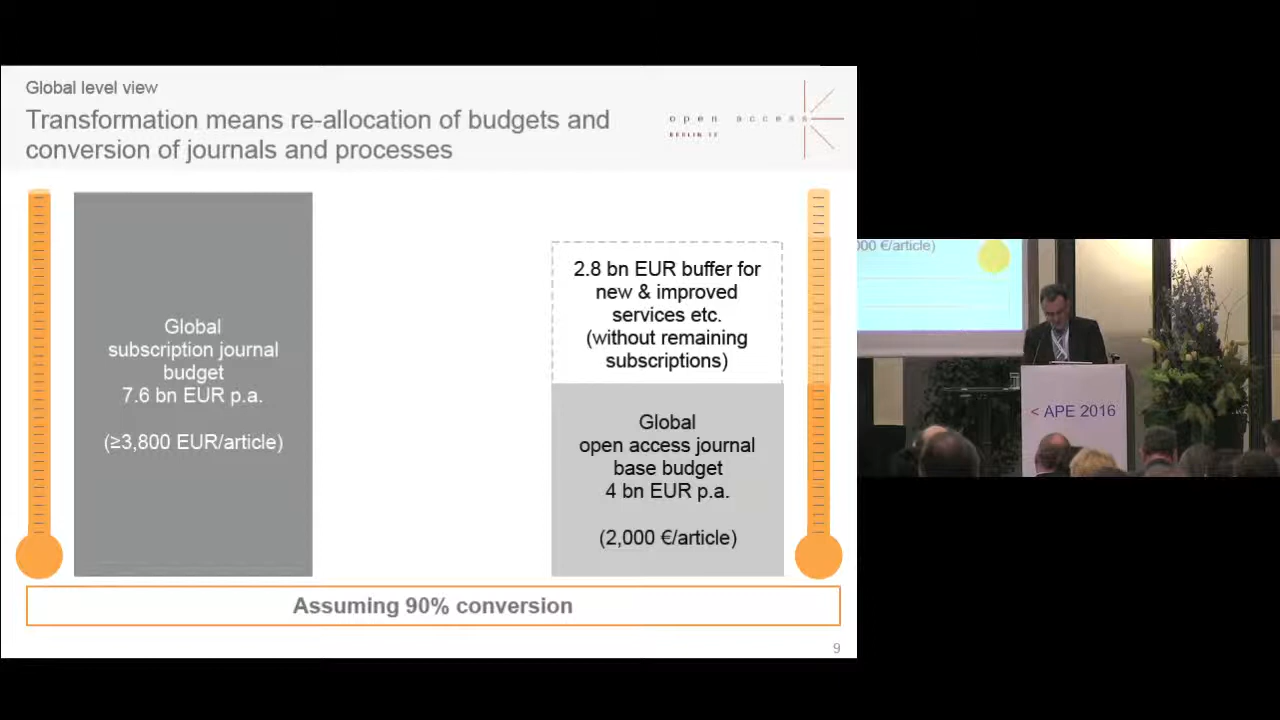 Global level view
Transformation means re-allocation of budgets and
conversion of journals and processes
open access
BERLIN 12
Global
subscription journal
budget
7.6 bn EUR p.a.
(≥3,800 EUR/article)
2.8 bn EUR buffer for
new & improved
services etc.
(without remaining
subscriptions)
Global
open access journal
base budget
4 bn EUR p.a.
(2,000 €/article)
Assuming 90% conversion
9
000 €/article)
< APE 2016